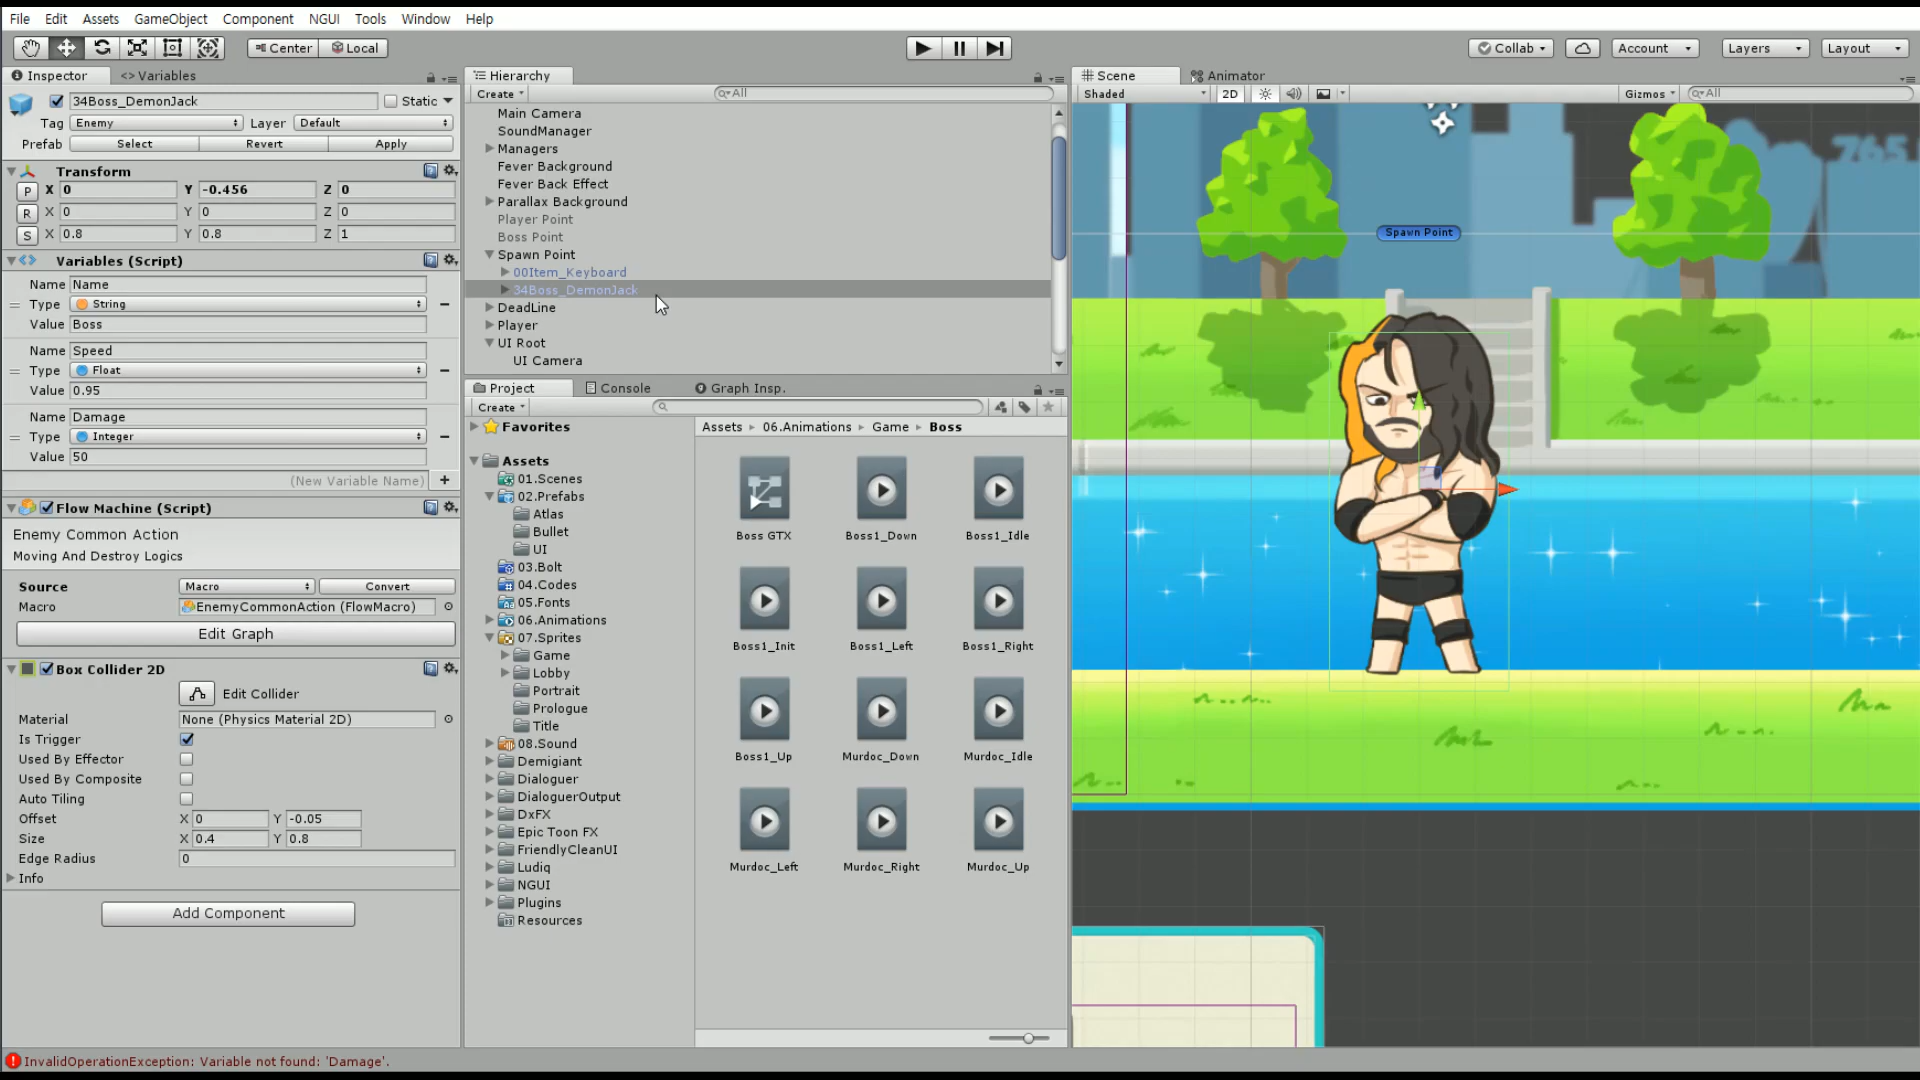 File Edit Assets GameObject Component NGUI Tools Window Help
Center Local Collab Account Layers Layout
Inspector <> Variables
34Boss_DemonJack Static
Tag Enemy Layer Default
Prefab Select Revert Apply
Transform
P X 0 Y -0.456 Z 0
R X 0 Y 0 Z 0
S X 0.8 Y 0.8 Z 1
Variables (Script)
Name Name
Type String
Value Boss
Name Speed
Type Float
Value 0.95
Name Damage
Type Integer
Value 50
(New Variable Name)
Flow Machine (Script)
Enemy Common Action
Moving And Destroy Logics
Source Macro Convert
Macro EnemyCommonAction (FlowMacro)
Edit Graph
Box Collider 2D
Edit Collider
Material None (Physics Material 2D)
Is Trigger
Used By Effector
Used By Composite
Auto Tiling
Offset X 0 Y -0.05
Size X 0.4 Y 0.8
Edge Radius 0
Info
Add Component
Hierarchy
Create All
Main Camera
SoundManager
Managers
Fever Background
Fever Back Effect
Parallax Background
Player Point
Boss Point
Spawn Point
00Item_Keyboard
34Boss_DemonJack
DeadLine
Player
UI Root
UI Camera
Project Console Graph Insp.
Create
Favorites
Assets
01.Scenes
02.Prefabs
Atlas
Bullet
UI
03.Bolt
04.Codes
05.Fonts
06.Animations
07.Sprites
Game
Lobby
Portrait
Prologue
Title
08.Sound
Demigiant
Dialoguer
DialoguerOutput
DxFX
Epic Toon FX
FriendlyCleanUI
Ludiq
NGUI
Plugins
Resources
Assets 06.Animations Game Boss
Boss GTX Boss1_Down Boss1_Idle
Boss1_Init Boss1_Left Boss1_Right
Boss1_Up Murdoc_Down Murdoc_Idle
Murdoc_Left Murdoc_Right Murdoc_Up
Scene Animator
Shaded 2D Gizmos All
765
Spawn Point
InvalidOperationException: Variable not found: 'Damage'.